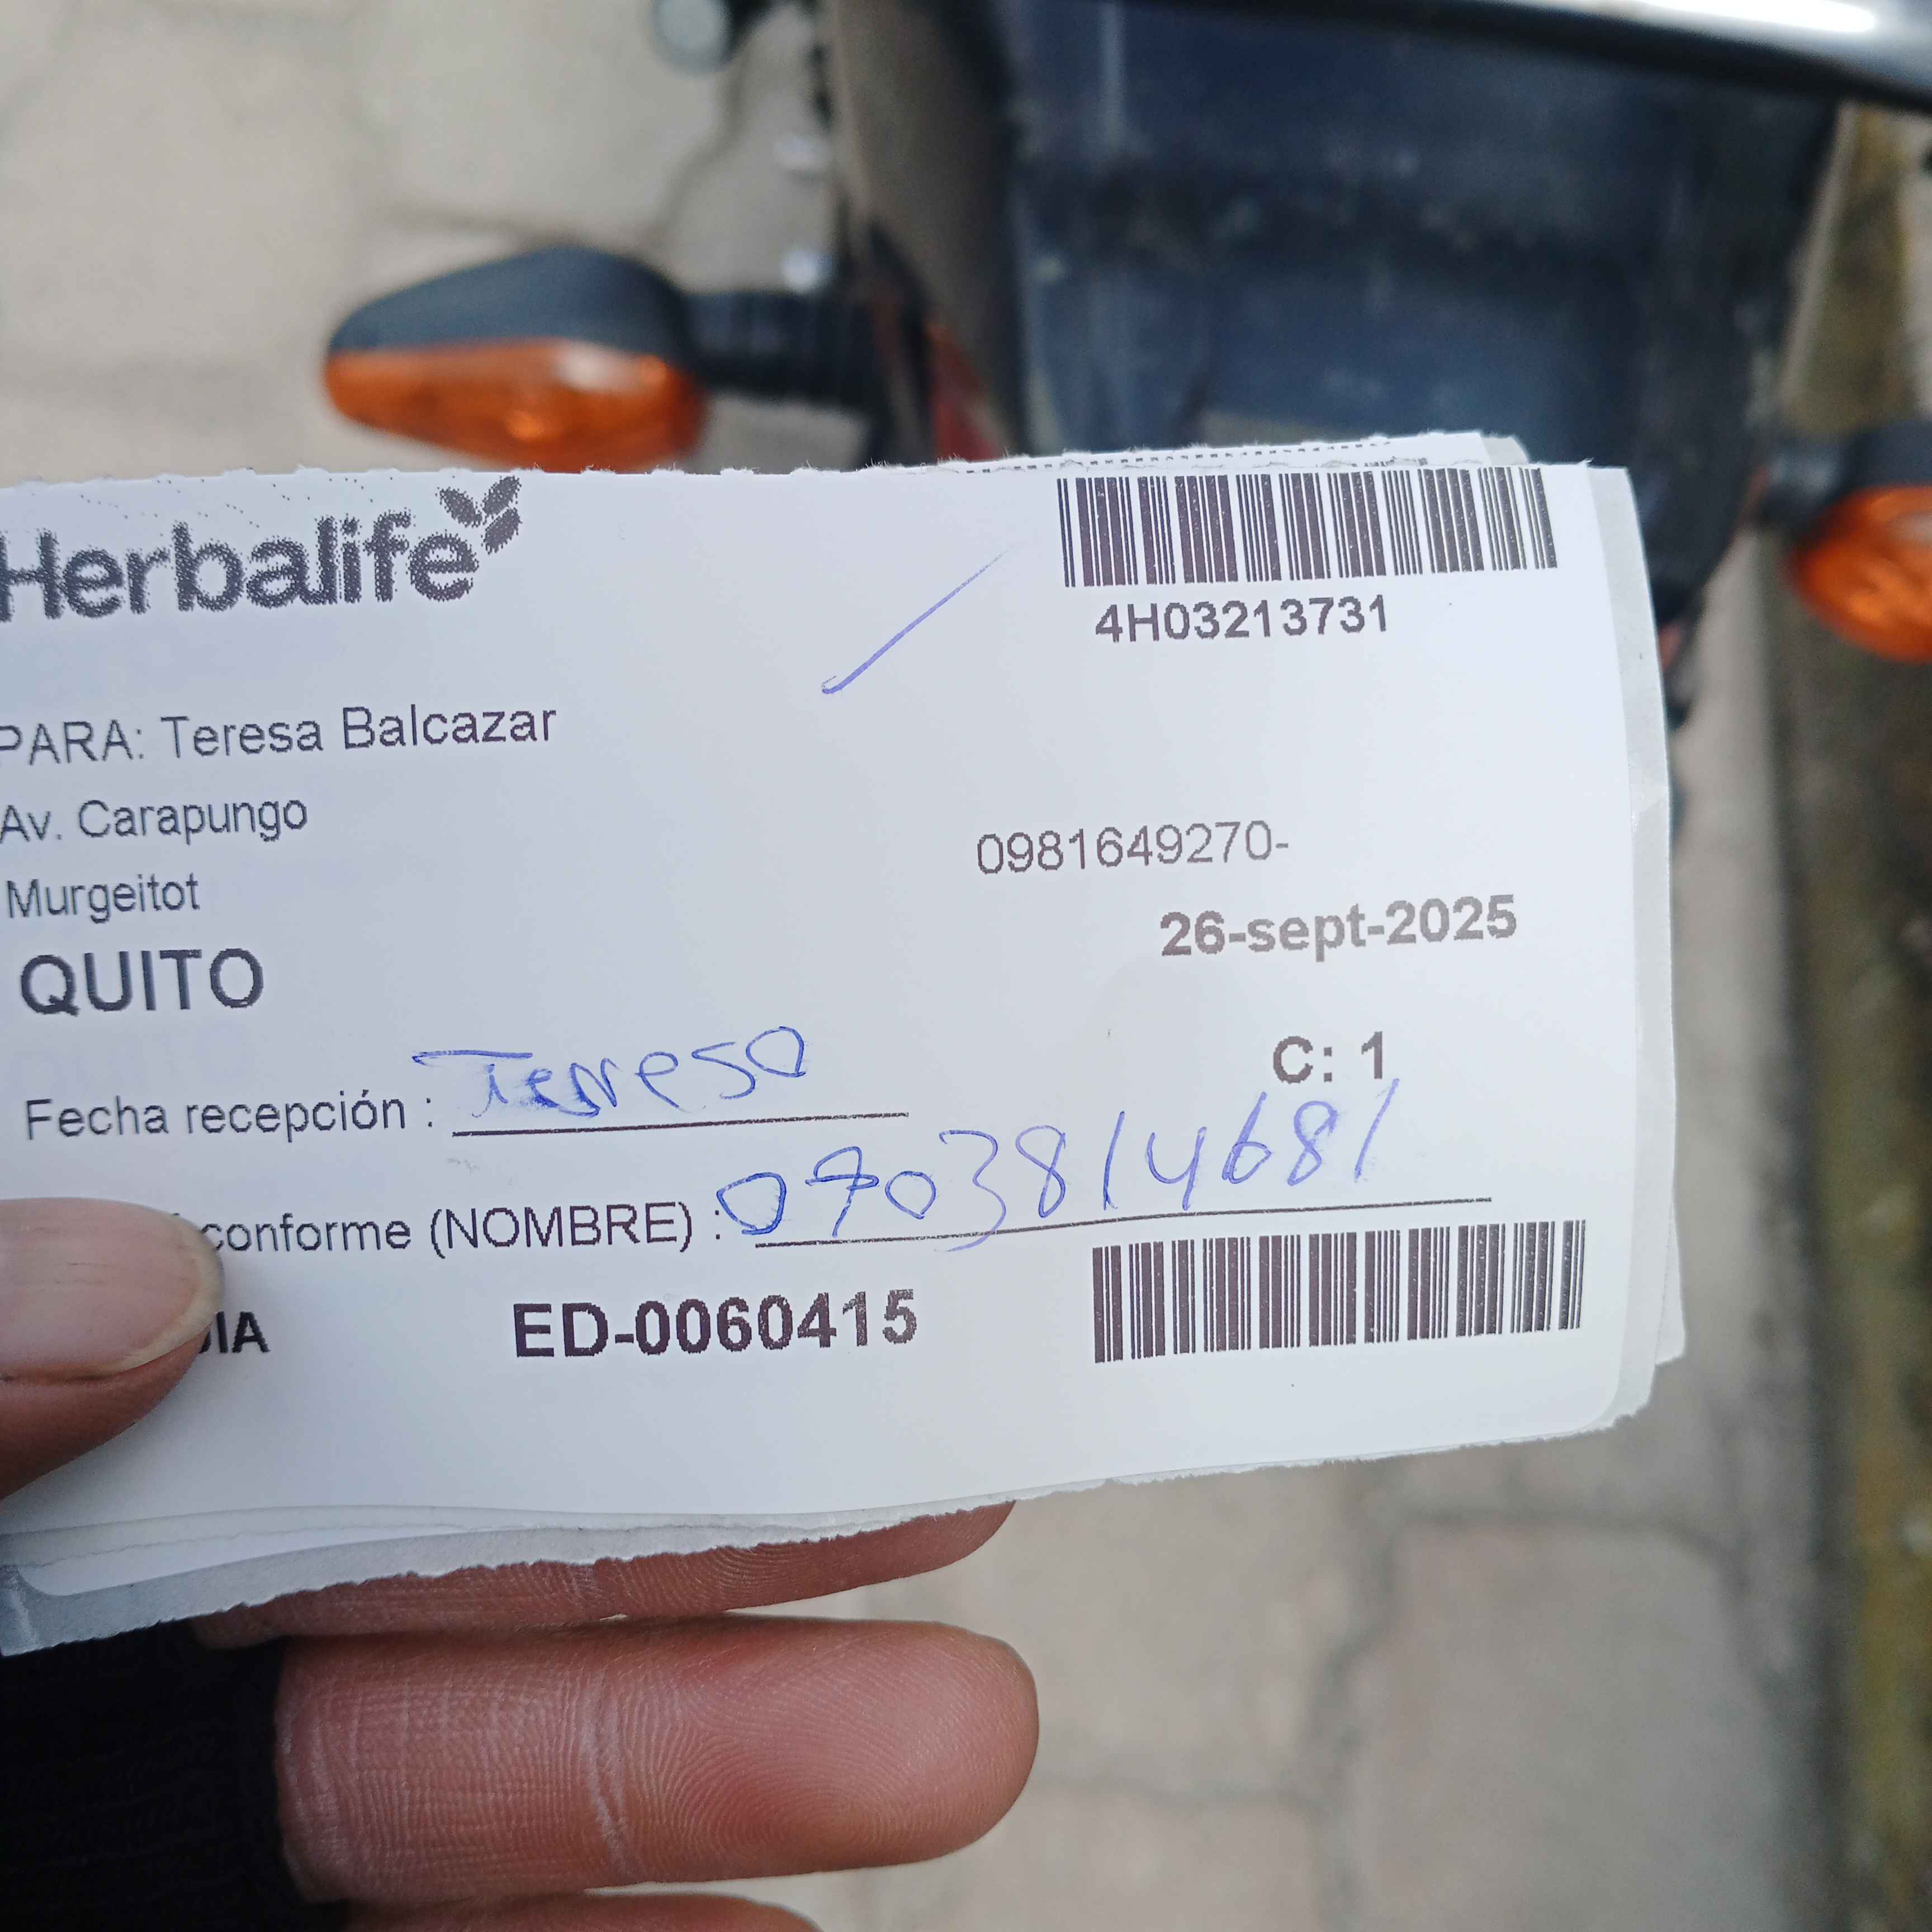 Herbalife
4H03213731
PARA: Teresa Balcazar
Av. Carapungo
0981649270-
Murgeitot
26-sept-2025
QUITO
C: 1
Fecha recepción : Terresa
conforme (NOMBRE) : 0703814681
ED-0060415